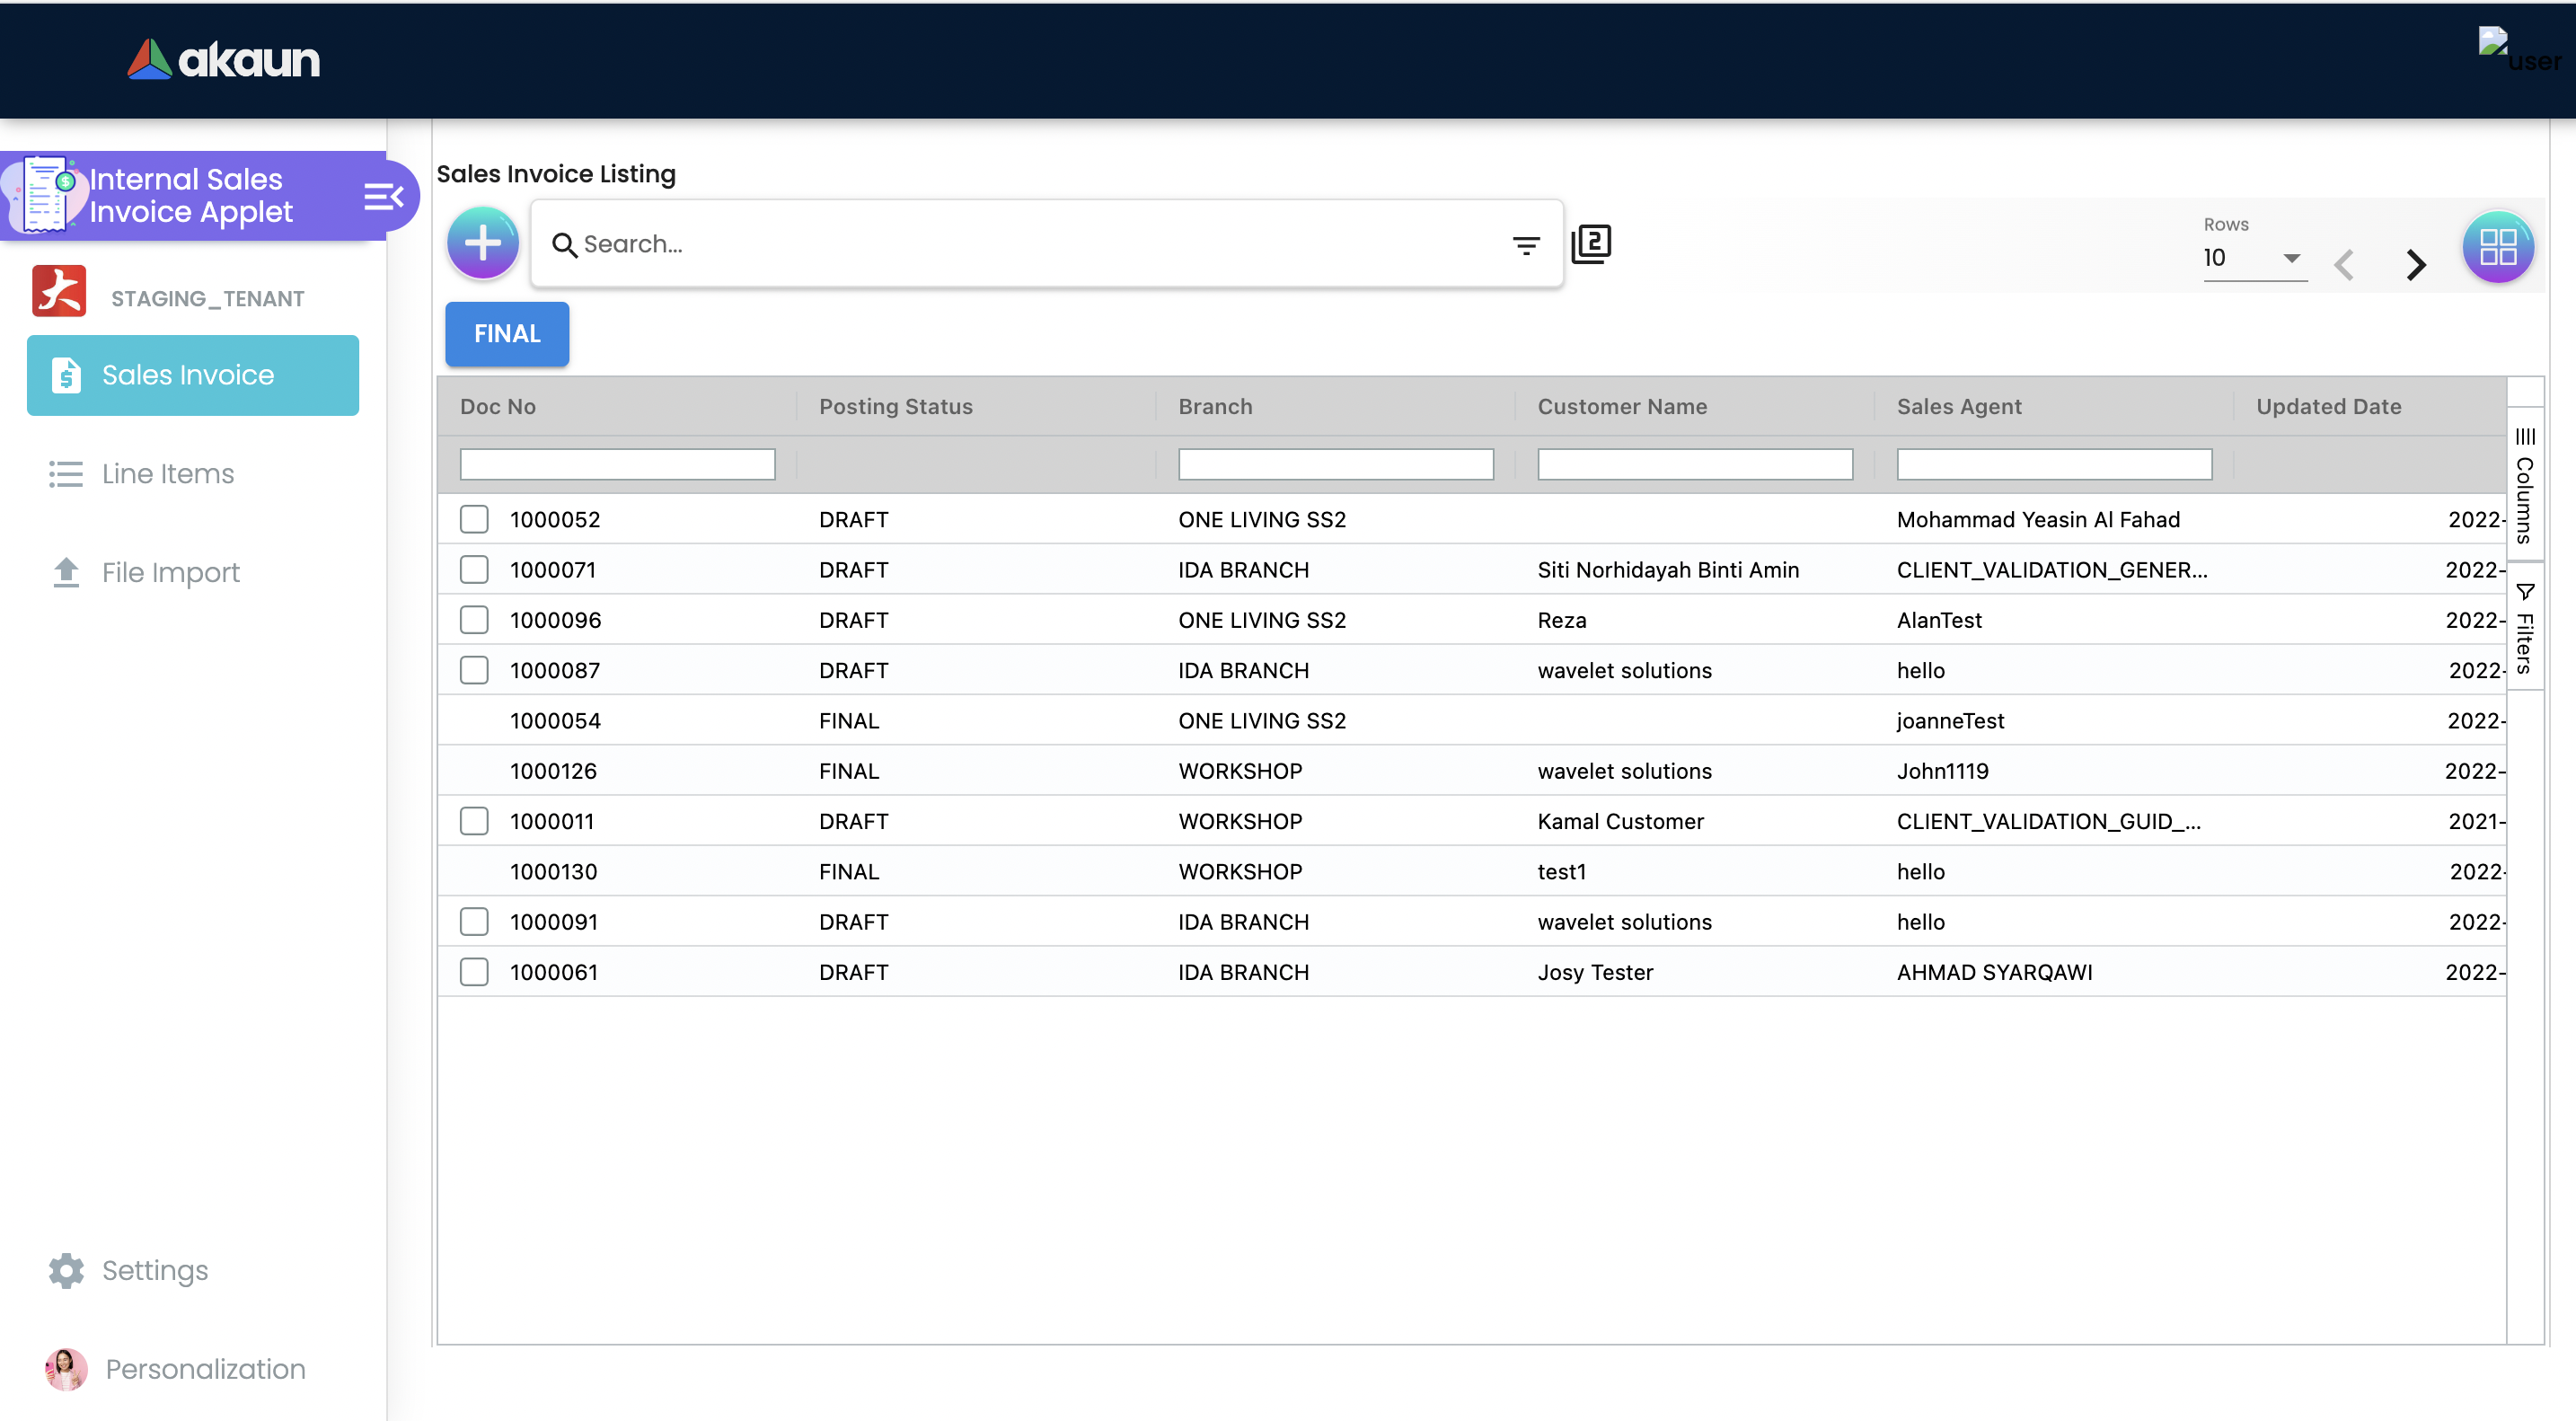 akaun
user
Internal Sales
Invoice Applet
STAGING_TENANT
Sales Invoice
Line Items
File Import
Settings
Personalization
Sales Invoice Listing
Search...
2
Rows
10
FINAL
Doc No Posting Status Branch Customer Name Sales Agent Updated Date
1000052 DRAFT ONE LIVING SS2 Mohammad Yeasin Al Fahad 2022-
1000071 DRAFT IDA BRANCH Siti Norhidayah Binti Amin CLIENT_VALIDATION_GENER... 2022-
1000096 DRAFT ONE LIVING SS2 Reza AlanTest 2022-
1000087 DRAFT IDA BRANCH wavelet solutions hello 2022-
1000054 FINAL ONE LIVING SS2 joanneTest 2022-
1000126 FINAL WORKSHOP wavelet solutions John1119 2022-
1000011 DRAFT WORKSHOP Kamal Customer CLIENT_VALIDATION_GUID_... 2021-
1000130 FINAL WORKSHOP test1 hello 2022-
1000091 DRAFT IDA BRANCH wavelet solutions hello 2022-
1000061 DRAFT IDA BRANCH Josy Tester AHMAD SYARQAWI 2022-
Columns
Filters